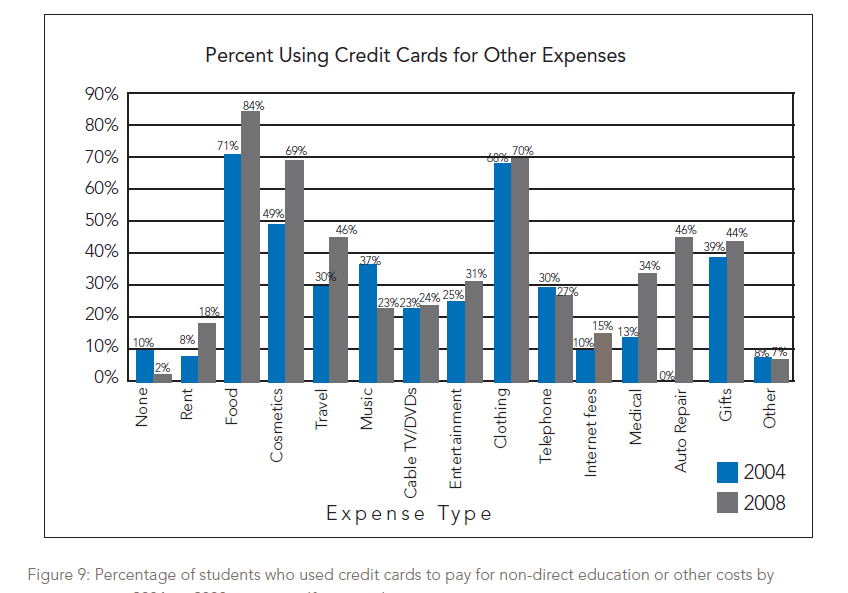 Percent Using Credit Cards for Other Expenses
90%
80%
70%
60%
50%
40%
30%
20%
10%
0%
10%
2%
8%
18%
71%
84%
49%
69%
30%
46%
37%
23%
23%
24%
25%
31%
68%
70%
30%
27%
10%
15%
13%
34%
0%
46%
39%
44%
8%
7%
None
Rent
Food
Cosmetics
Travel
Music
Cable TV/DVDs
Entertainment
Clothing
Telephone
Internet fees
Medical
Auto Repair
Gifts
Other
Expense Type
2004
2008
Figure 9: Percentage of students who used credit cards to pay for non-direct education or other costs by